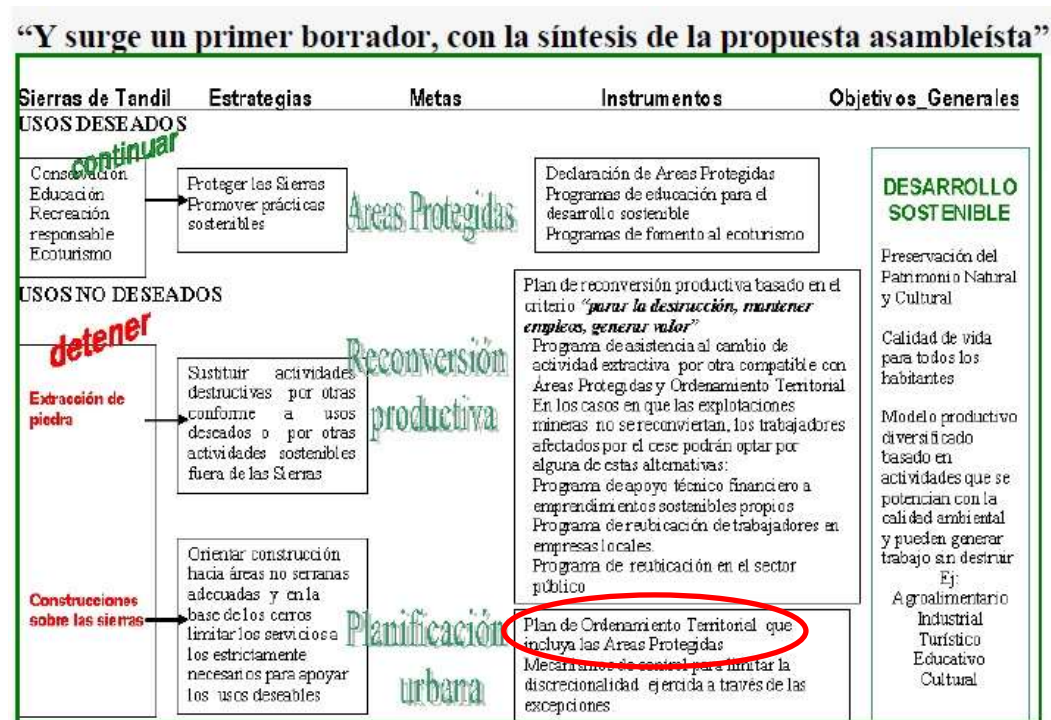 “Y surge un primer borrador, con la síntesis de la propuesta asambleísta”
Sierras de Tandil Estrategias Metas Instrumentos Objetivos_Generales
USOS DESEADOS
continuar
Conservación
Educación
Recreación
responsable
Ecoturismo
Proteger las Sierras
Promover prácticas
sostenibles
Areas Protegidas
Declaración de Areas Protegidas
Programas de educación para el
desarrollo sostenible
Programas de fomento al ecoturismo
USOS NO DESEADOS
detener
Extracción de
piedra
Sustituir actividades
destructivas por otras
conforme a usos
deseados o por otras
actividades sostenibles
fuera de las Sierras
Reconversión
productiva
Plan de reconversión productiva basado en el
criterio “parar la destrucción, mantener
empleos, generar valor”
Programa de asistencia al cambio de
actividad extractiva por otra compatible con
Áreas Protegidas y Ordenamiento Territorial
En los casos en que las explotaciones
mineras no se reconviertan, los trabajadores
afectados por el cese podrán optar por
alguna de estas alternativas:
Programa de apoyo técnico financiero a
emprendimientos sostenibles propios
Programa de reubicación de trabajadores en
empresas locales.
Programa de reubicación en el sector
público
Construcciones
sobre las sierras
Orientar construcción
hacia áreas no serranas
adecuadas y en la
base de los cerros
limitar los servicios a
los estrictamente
necesarios para apoyar
los usos deseables
Planificación
urbana
Plan de Ordenamiento Territorial que
incluya las Areas Protegidas
Mecanismos de control para limitar la
discrecionalidad ejercida a través de las
excepciones
DESARROLLO
SOSTENIBLE
Preservación del
Patrimonio Natural
y Cultural
Calidad de vida
para todos los
habitantes
Modelo productivo
diversificado
basado en
actividades que se
potencian con la
calidad ambiental
y pueden generar
trabajo sin destruir
Ej:
Agroalimentario
Industrial
Turístico
Educativo
Cultural